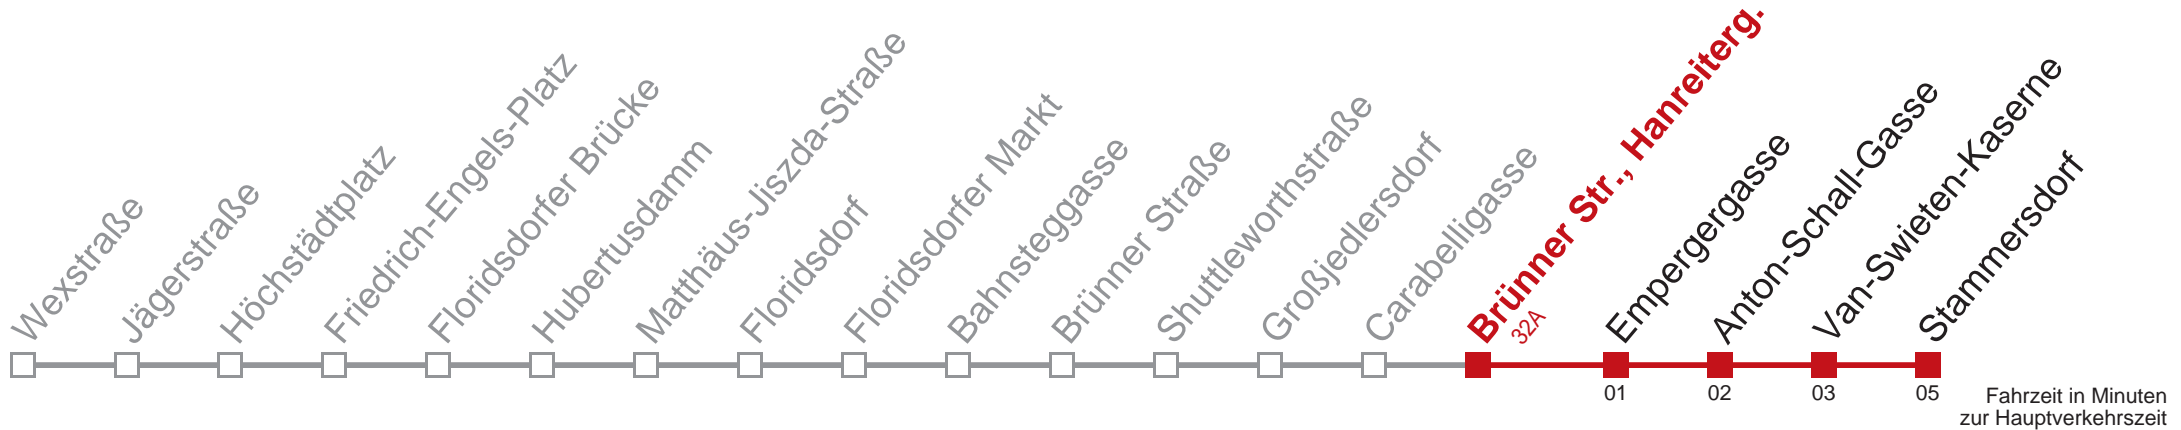 Wexstraße
Jägerstraße
Höchstädtplatz
Friedrich-Engels-Platz
Floridsdorfer Brücke
Hubertusdamm
Matthäus-Jiszda-Straße
Floridsdorf
Floridsdorfer Markt
Bahnsteggasse
Brünner Straße
Shuttleworthstraße
Großjedlersdorf
Carabelligasse
Brünner Str., Hanreiterg.
32A
Empergergasse
Anton-Schall-Gasse
Van-Swieten-Kaserne
Stammersdorf
01
02
03
05
Fahrzeit in Minuten
zur Hauptverkehrszeit